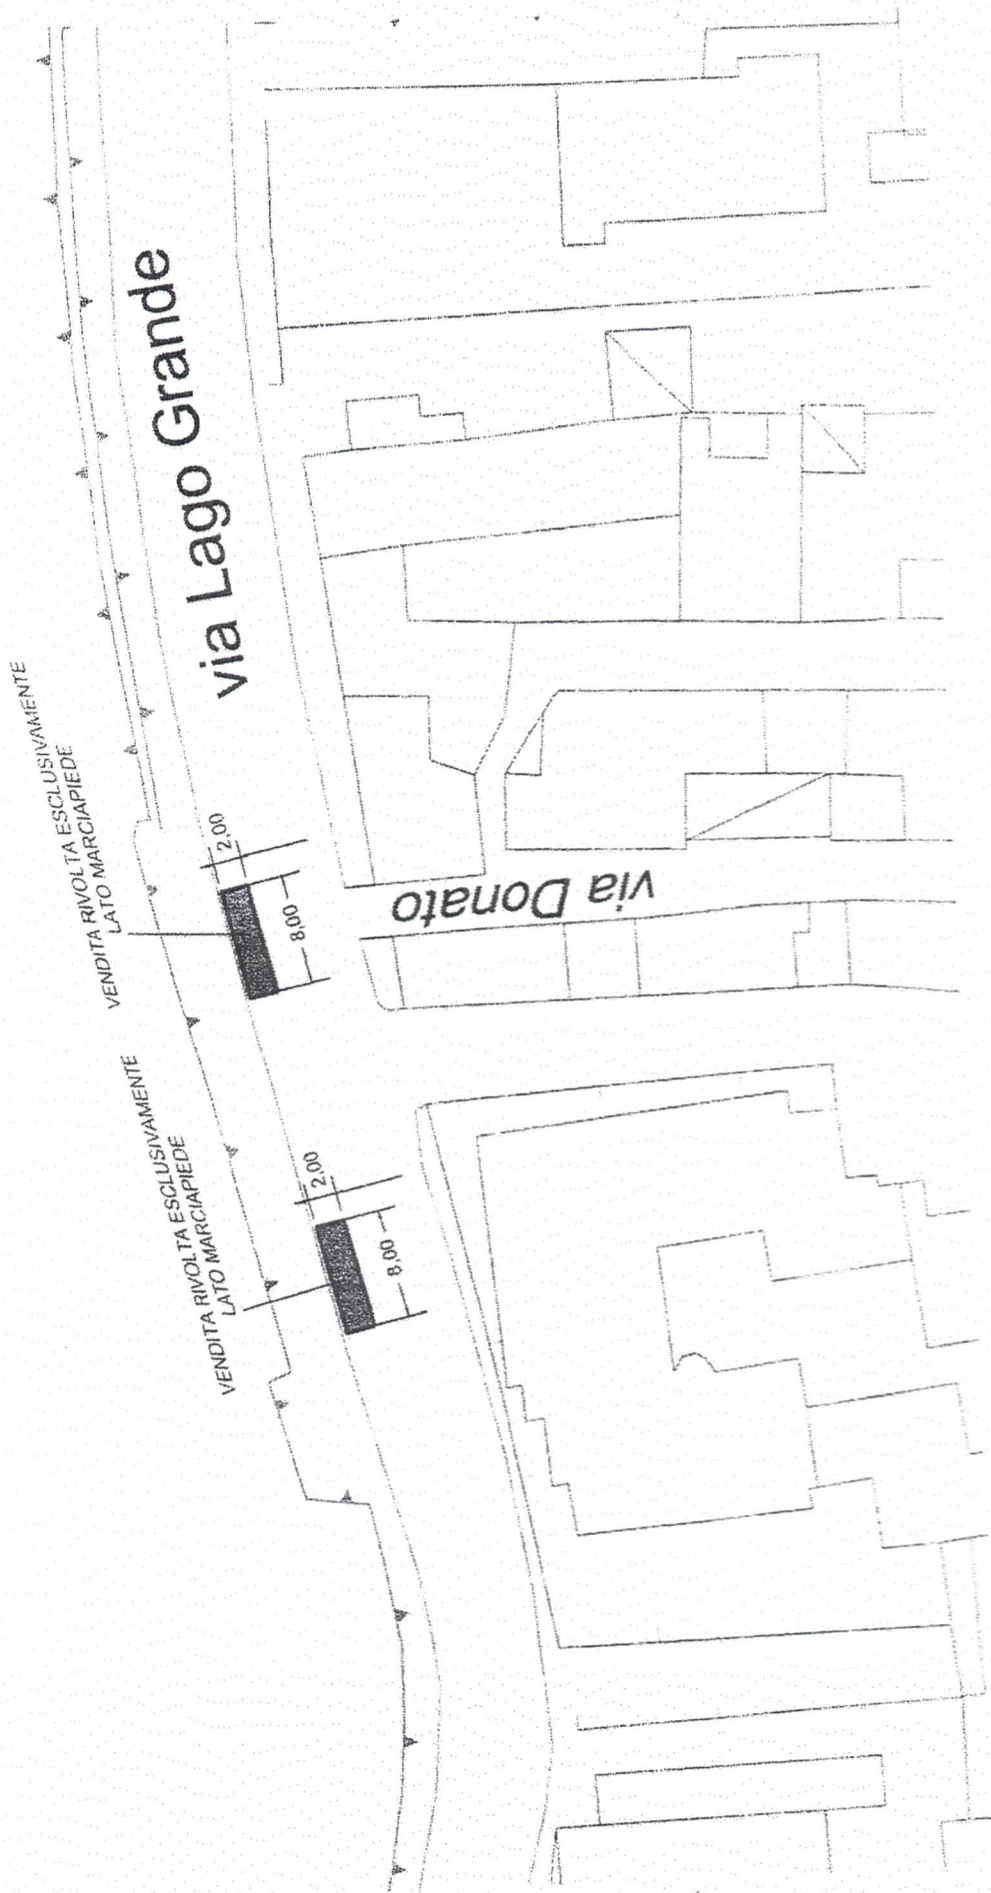 via Lago Grande
VENDITA RIVOLTA ESCLUSIVAMENTE
LATO MARCIAPIEDE
2,00
8,00
via Donato
VENDITA RIVOLTA ESCLUSIVAMENTE
LATO MARCIAPIEDE
2,00
8,00